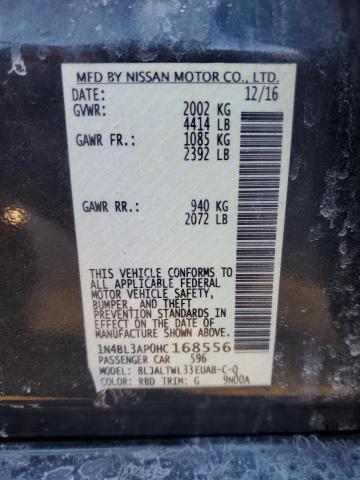 MFD BY NISSAN MOTOR CO., LTD.
DATE: 12/16
GVWR: 2002 KG
4414 LB
GAWR FR.: 1085 KG
2392 LB
GAWR RR.: 940 KG
2072 LB
THIS VEHICLE CONFORMS TO
ALL APPLICABLE FEDERAL
MOTOR VEHICLE SAFETY,
BUMPER, AND THEFT
PREVENTION STANDARDS IN
EFFECT ON THE DATE OF
MANUFACTURE SHOWN ABOVE.
1N4BL3AP0HC168556
PASSENGER CAR 596
MODEL: BLJALTWL33EUAB-C-Q
COLOR: RBD TRIM: G 9N00A